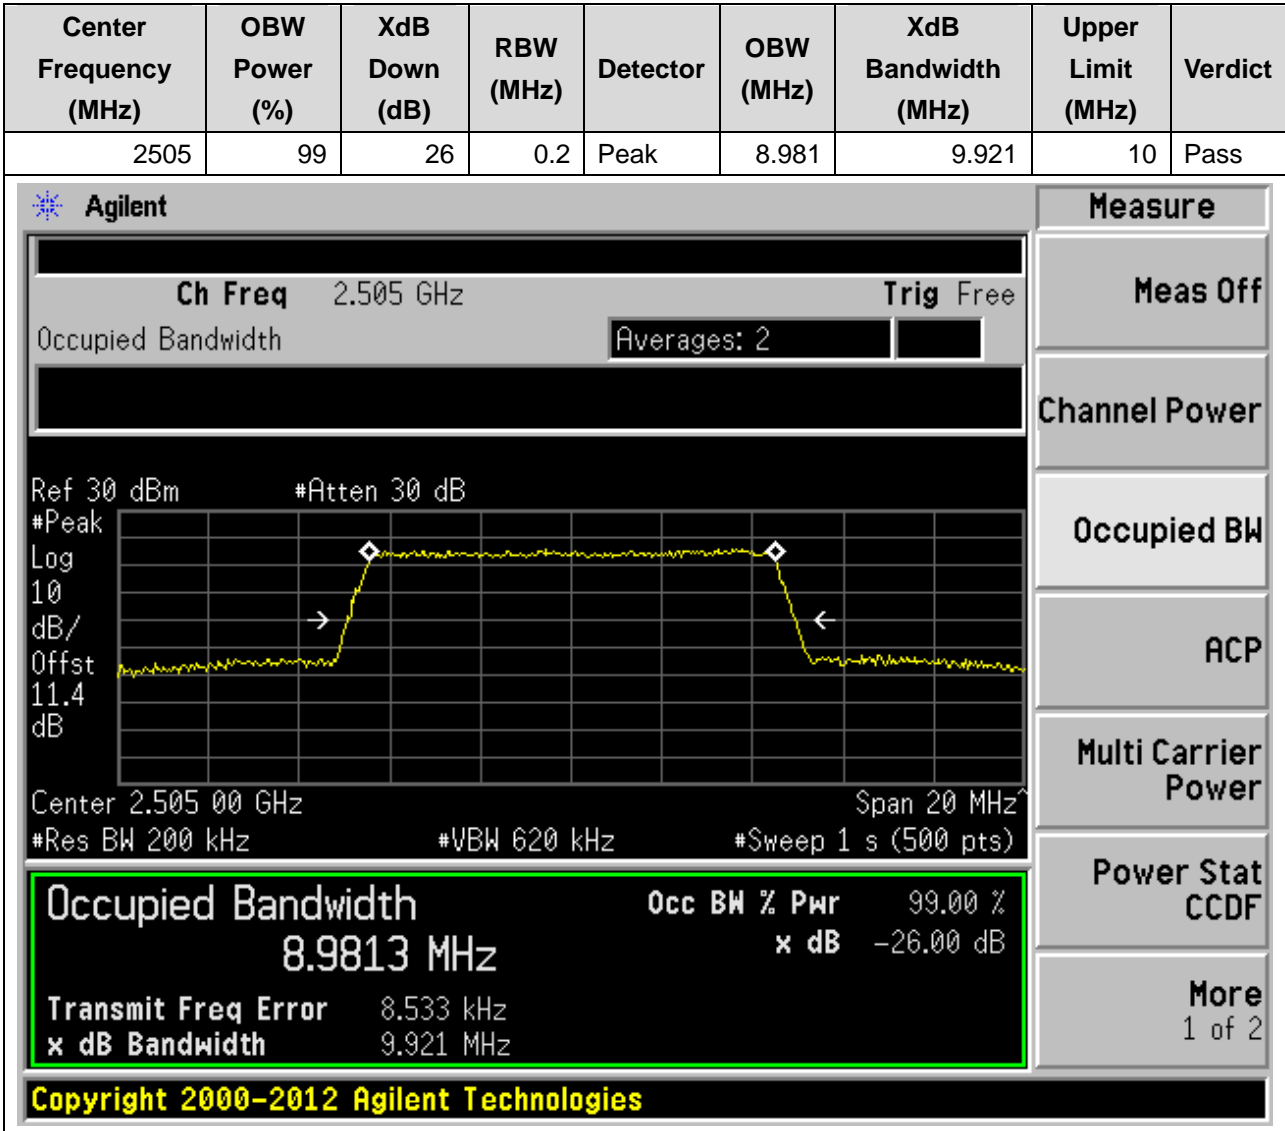 Center Frequency (MHz) OBW Power (%) XdB Down (dB) RBW (MHz) Detector OBW (MHz) XdB Bandwidth (MHz) Upper Limit (MHz) Verdict
2505 99 26 0.2 Peak 8.981 9.921 10 Pass
Agilent
Measure
Ch Freq 2.505 GHz Trig Free
Meas Off
Occupied Bandwidth Averages: 2
Channel Power
Ref 30 dBm #Atten 30 dB
#Peak
Log
10
dB/
Offst
11.4
dB
Occupied BW
ACP
Multi Carrier
Power
Center 2.505 00 GHz Span 20 MHz^
#Res BW 200 kHz #VBW 620 kHz #Sweep 1 s (500 pts)
Power Stat
CCDF
Occupied Bandwidth Occ BW % Pwr 99.00 %
8.9813 MHz x dB -26.00 dB
Transmit Freq Error 8.533 kHz
x dB Bandwidth 9.921 MHz
More
1 of 2
Copyright 2000-2012 Agilent Technologies